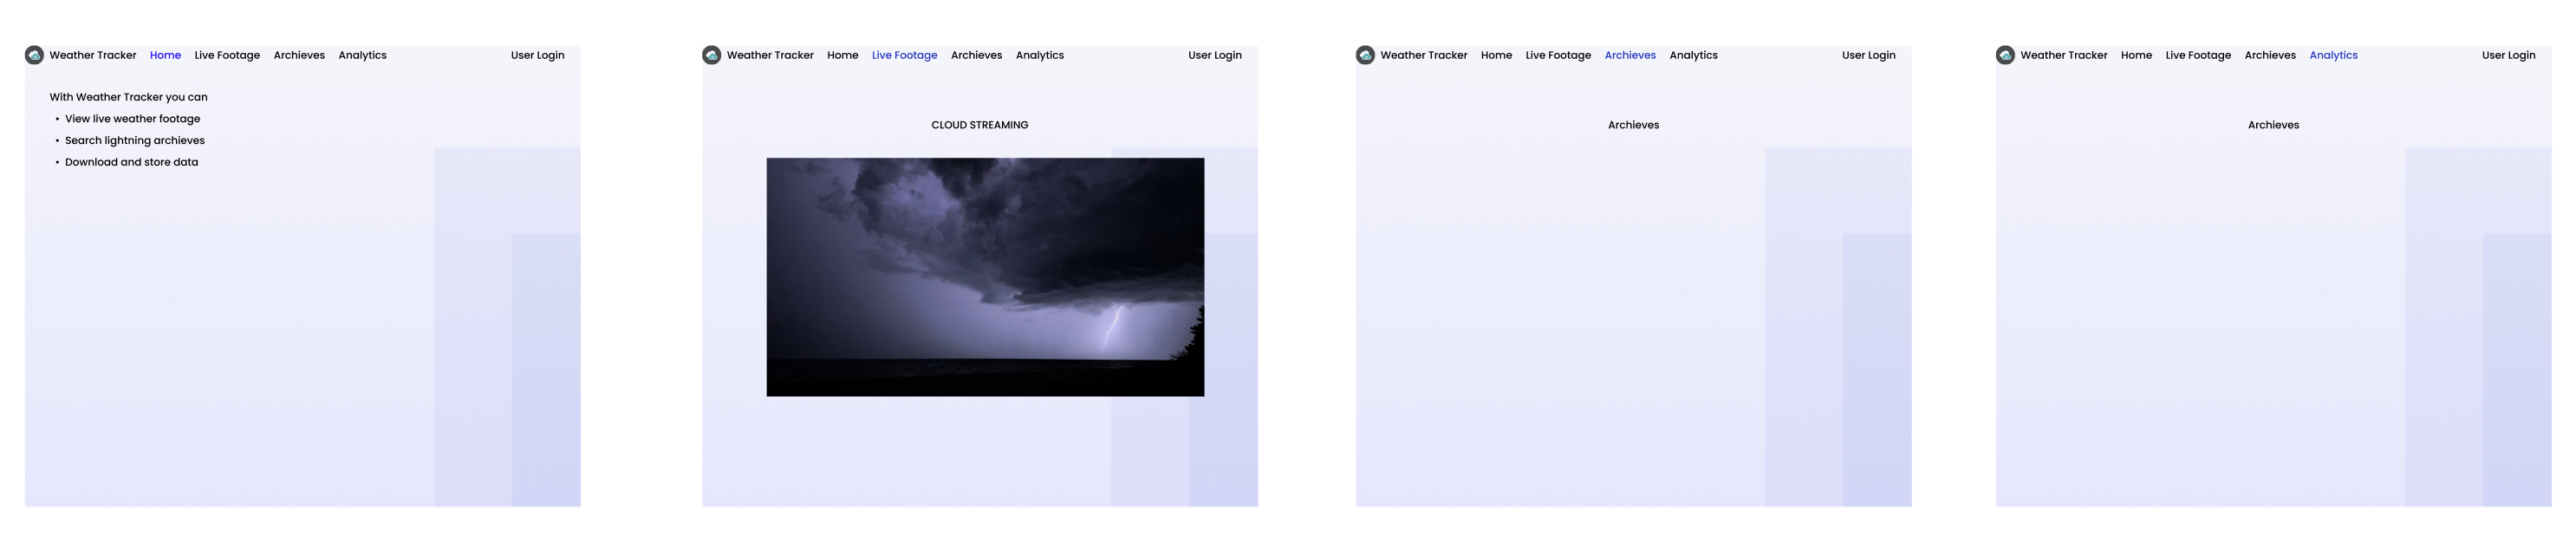 Weather Tracker Home Live Footage Archieves Analytics User Login
With Weather Tracker you can
• View live weather footage
• Search lightning archieves
• Download and store data
Weather Tracker Home Live Footage Archieves Analytics User Login
CLOUD STREAMING
Weather Tracker Home Live Footage Archieves Analytics User Login
Archieves
Weather Tracker Home Live Footage Archieves Analytics User Login
Archieves